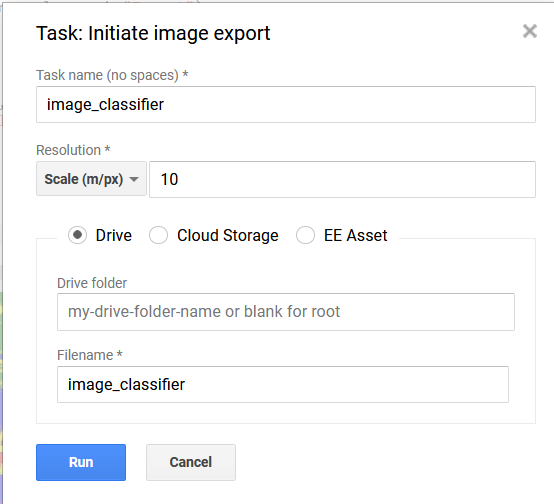 Task: Initiate image export
Task name (no spaces) *
image_classifier
Resolution *
Scale (m/px) 10
Drive Cloud Storage EE Asset
Drive folder
my-drive-folder-name or blank for root
Filename *
image_classifier
Run Cancel